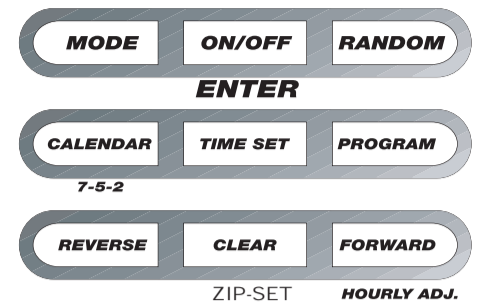 MODE ON/OFF RANDOM
ENTER
CALENDAR TIME SET PROGRAM
7-5-2
REVERSE CLEAR FORWARD
ZIP-SET HOURLY ADJ.